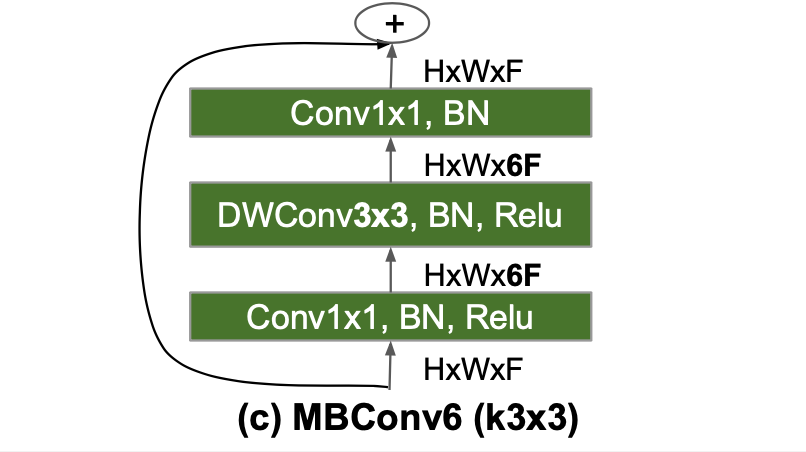 +
HxWxF
Conv1x1, BN
HxWx6F
DWConv3x3, BN, Relu
HxWx6F
Conv1x1, BN, Relu
HxWxF
(c) MBConv6 (k3x3)